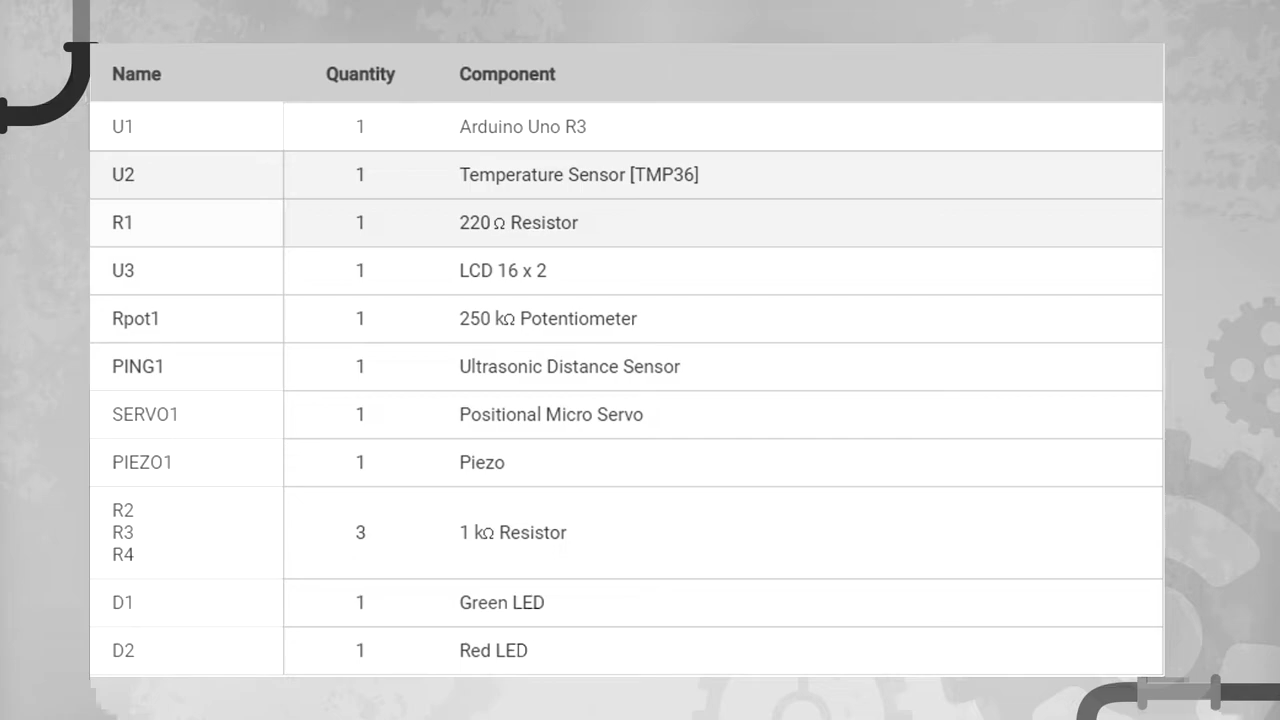 Name Quantity Component
U1 1 Arduino Uno R3
U2 1 Temperature Sensor [TMP36]
R1 1 220 Ω Resistor
U3 1 LCD 16 x 2
Rpot1 1 250 kΩ Potentiometer
PING1 1 Ultrasonic Distance Sensor
SERVO1 1 Positional Micro Servo
PIEZO1 1 Piezo
R2
R3 3 1 kΩ Resistor
R4
D1 1 Green LED
D2 1 Red LED